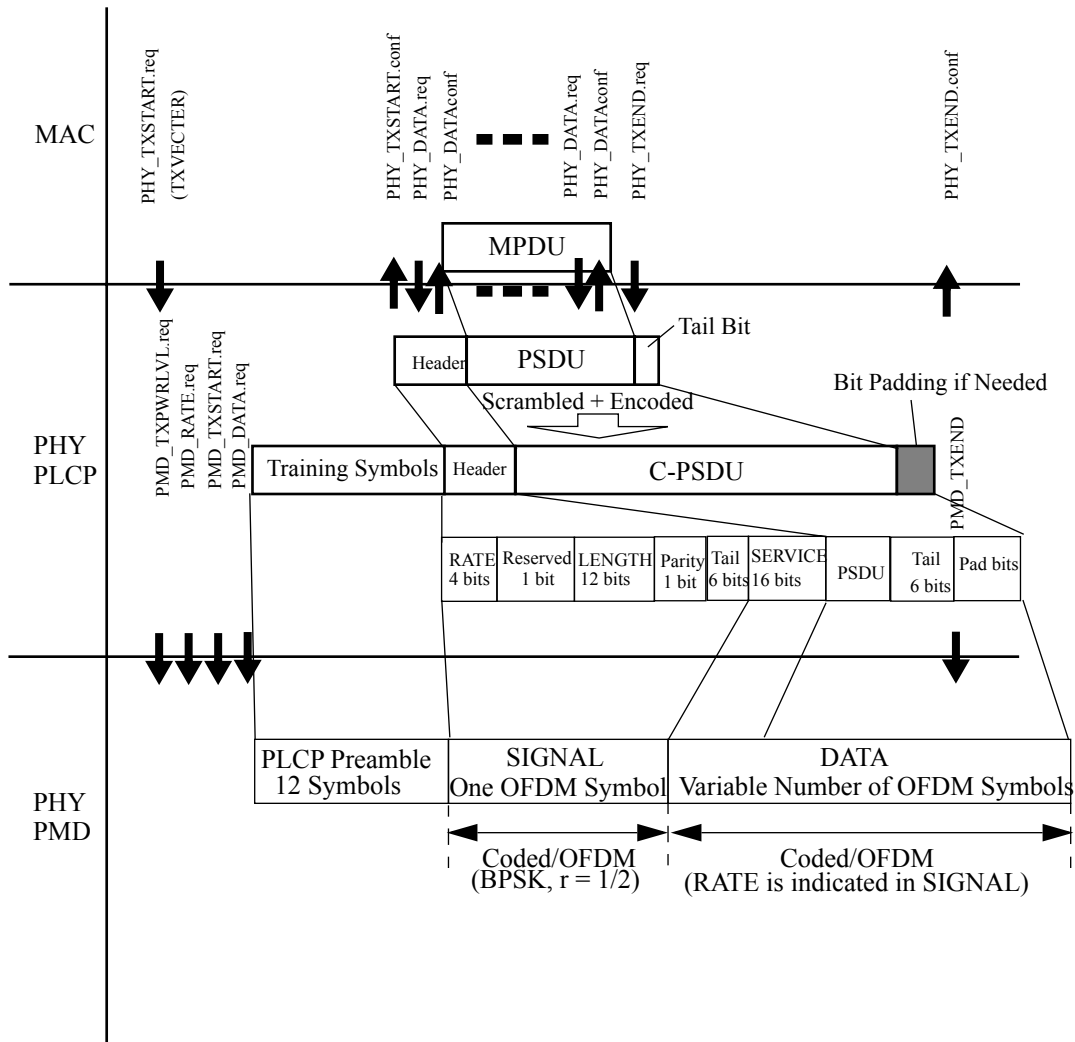 MAC
PHY_TXSTART.req
(TXVECTER)
PHY_TXSTART.conf
PHY_DATA.req
PHY_DATAconf
PHY_DATA.req
PHY_DATAconf
PHY_TXEND.req
PHY_TXEND.conf
MPDU
PHY
PLCP
PMD_TXPWRLVL.req
PMD_RATE.req
PMD_TXSTART.req
PMD_DATA.req
Tail Bit
Header
PSDU
Bit Padding if Needed
Scrambled + Encoded
Training Symbols
Header
C-PSDU
PMD_TXEND
RATE
4 bits
Reserved
1 bit
LENGTH
12 bits
Parity
1 bit
Tail
6 bits
SERVICE
16 bits
PSDU
Tail
6 bits
Pad bits
PHY
PMD
PLCP Preamble
12 Symbols
SIGNAL
One OFDM Symbol
DATA
Variable Number of OFDM Symbols
Coded/OFDM
(BPSK, r = 1/2)
Coded/OFDM
(RATE is indicated in SIGNAL)